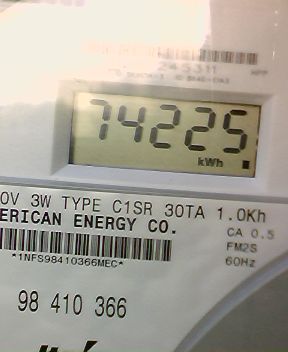 245311
74225
kWh
0V 3W TYPE C1SR 30TA 1.0Kh
ERICAN ENERGY CO.
CA 0.5
FM2S
*1NFS98410366MEC*
60Hz
98 410 366